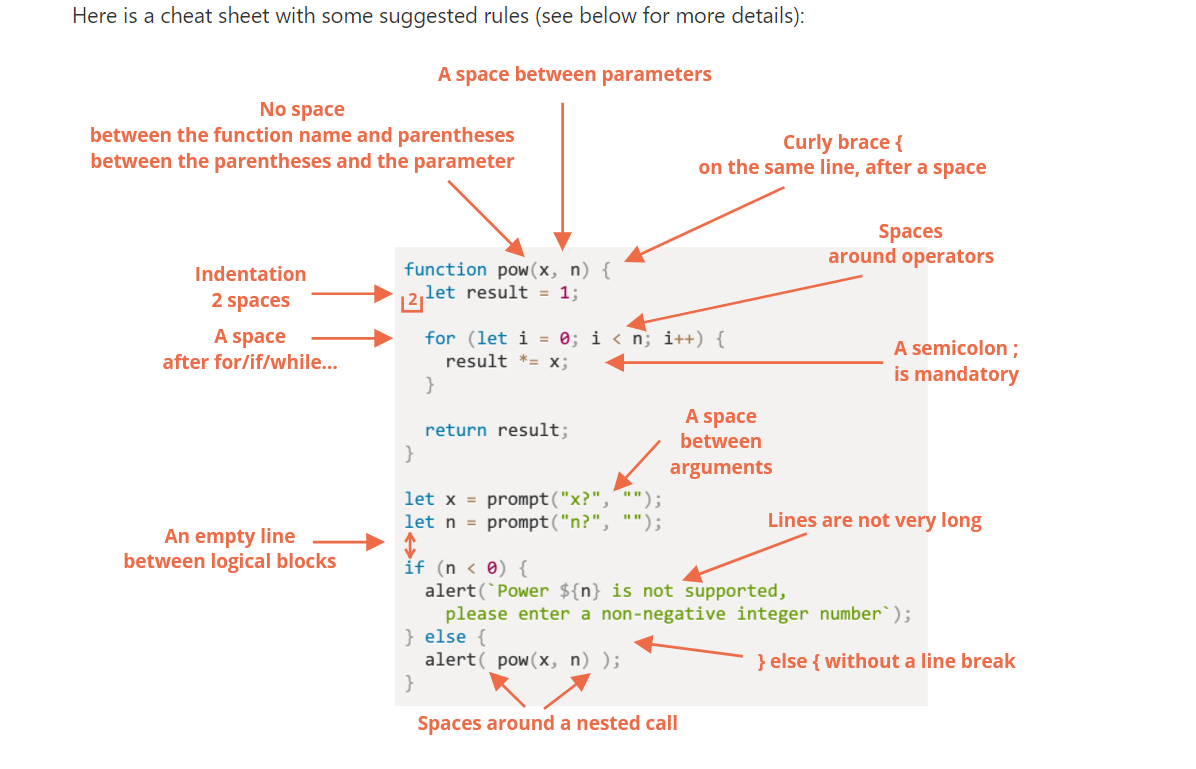 Here is a cheat sheet with some suggested rules (see below for more details):
A space between parameters
No space
between the function name and parentheses
between the parentheses and the parameter
Curly brace {
on the same line, after a space
Spaces
around operators
Indentation
2 spaces
A space
after for/if/while...
A semicolon ;
is mandatory
A space
between
arguments
An empty line
between logical blocks
Lines are not very long
} else { without a line break
Spaces around a nested call
function pow(x, n) {
2
let result = 1;
for (let i = 0; i < n; i++) {
result *= x;
}
return result;
}
let x = prompt("x?", "");
let n = prompt("n?", "");
if (n < 0) {
alert(`Power ${n} is not supported,
please enter a non-negative integer number`);
} else {
alert( pow(x, n) );
}